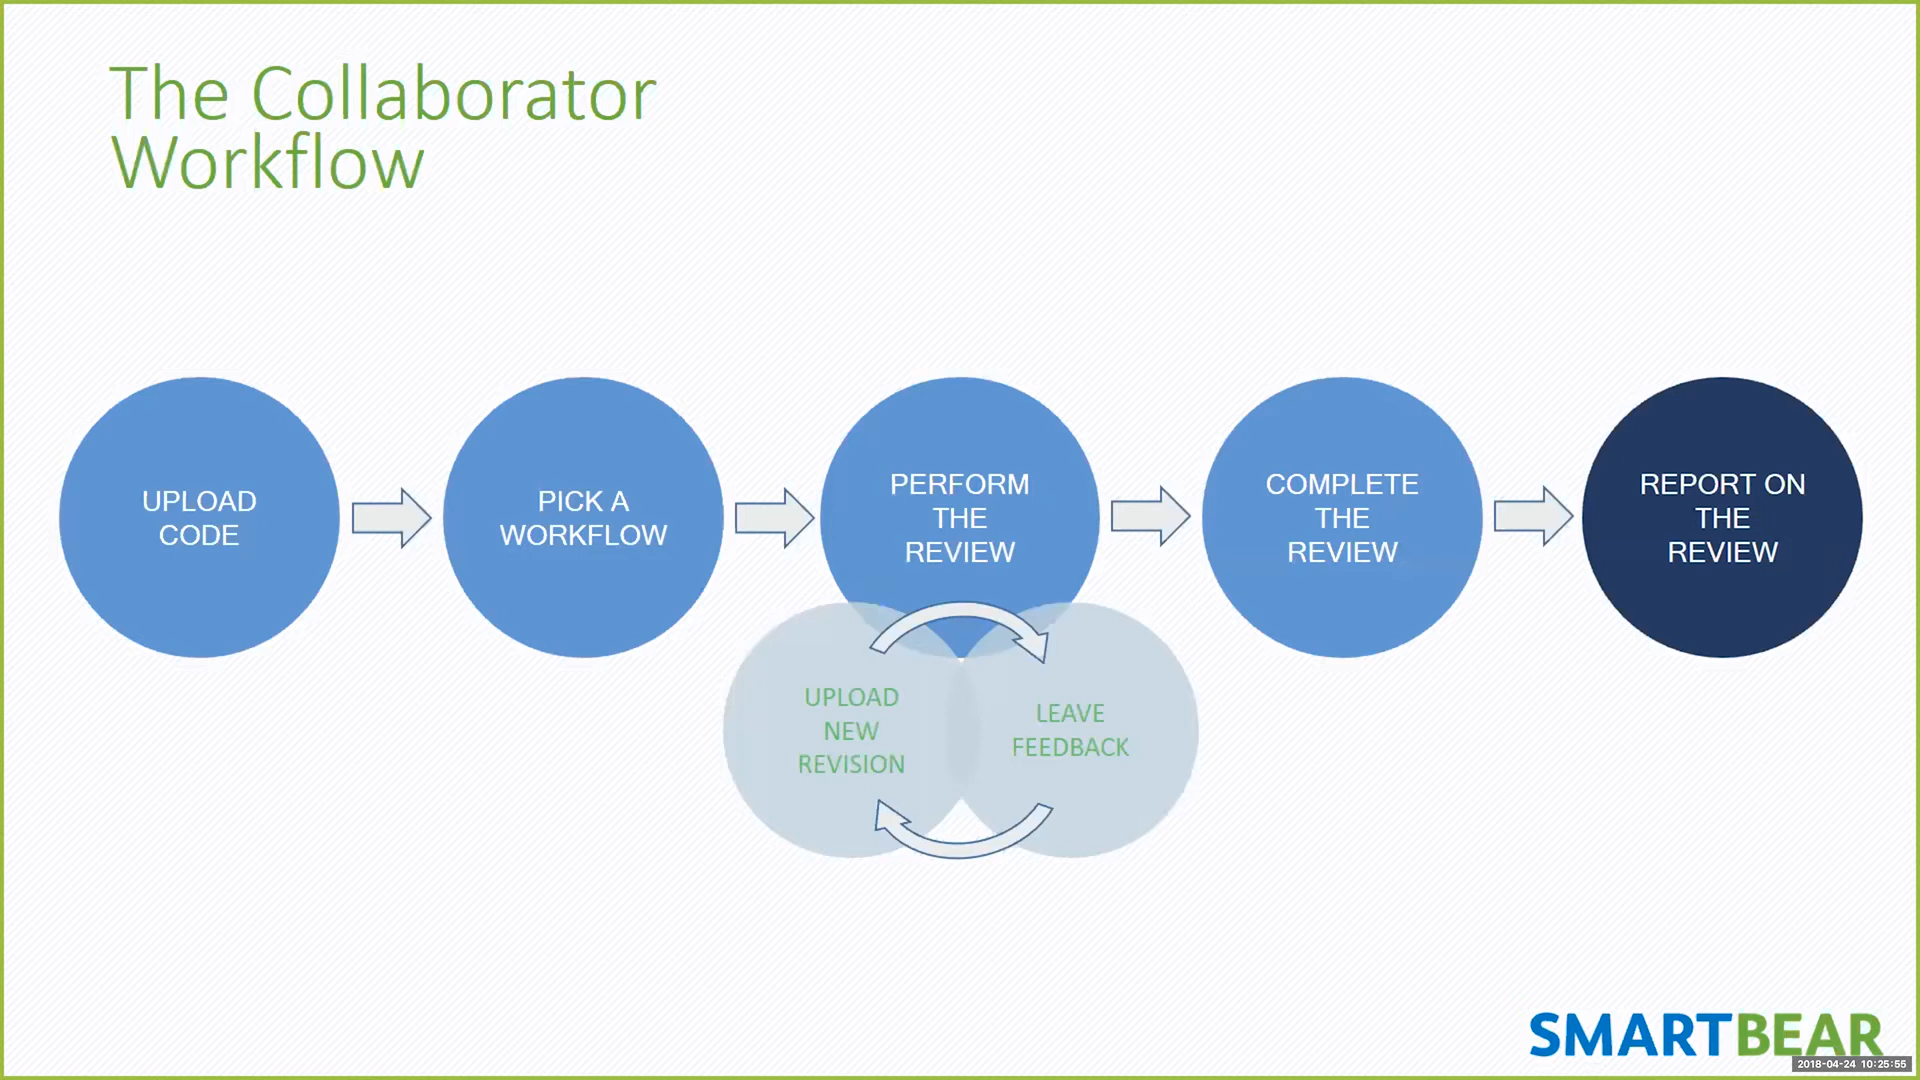 The Collaborator
Workflow
UPLOAD
CODE
PICK A
WORKFLOW
PERFORM
THE
REVIEW
COMPLETE
THE
REVIEW
REPORT ON
THE
REVIEW
UPLOAD
NEW
REVISION
LEAVE
FEEDBACK
SMARTBEAR
2018-04-24 10:25:55